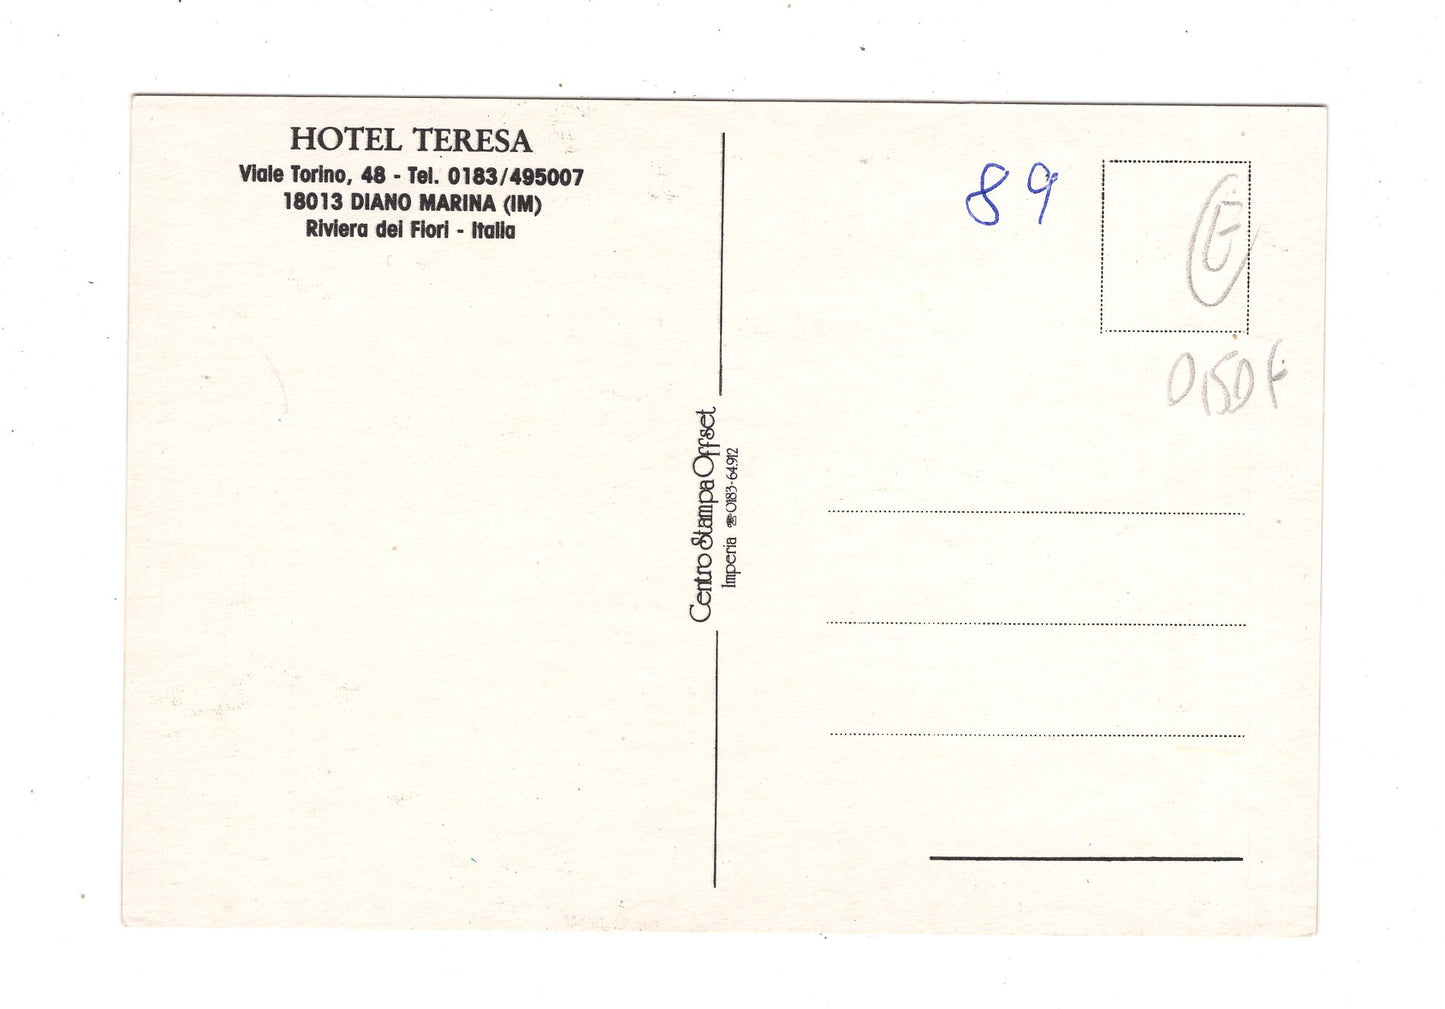 HOTEL TERESA
Viale Torino, 48 - Tel. 0183/495007
18013 DIANO MARINA (IM)
Riviera dei Fiori - Italia
Centro Stampa Offset
Imperia ☎ 0183-64.912
89
E